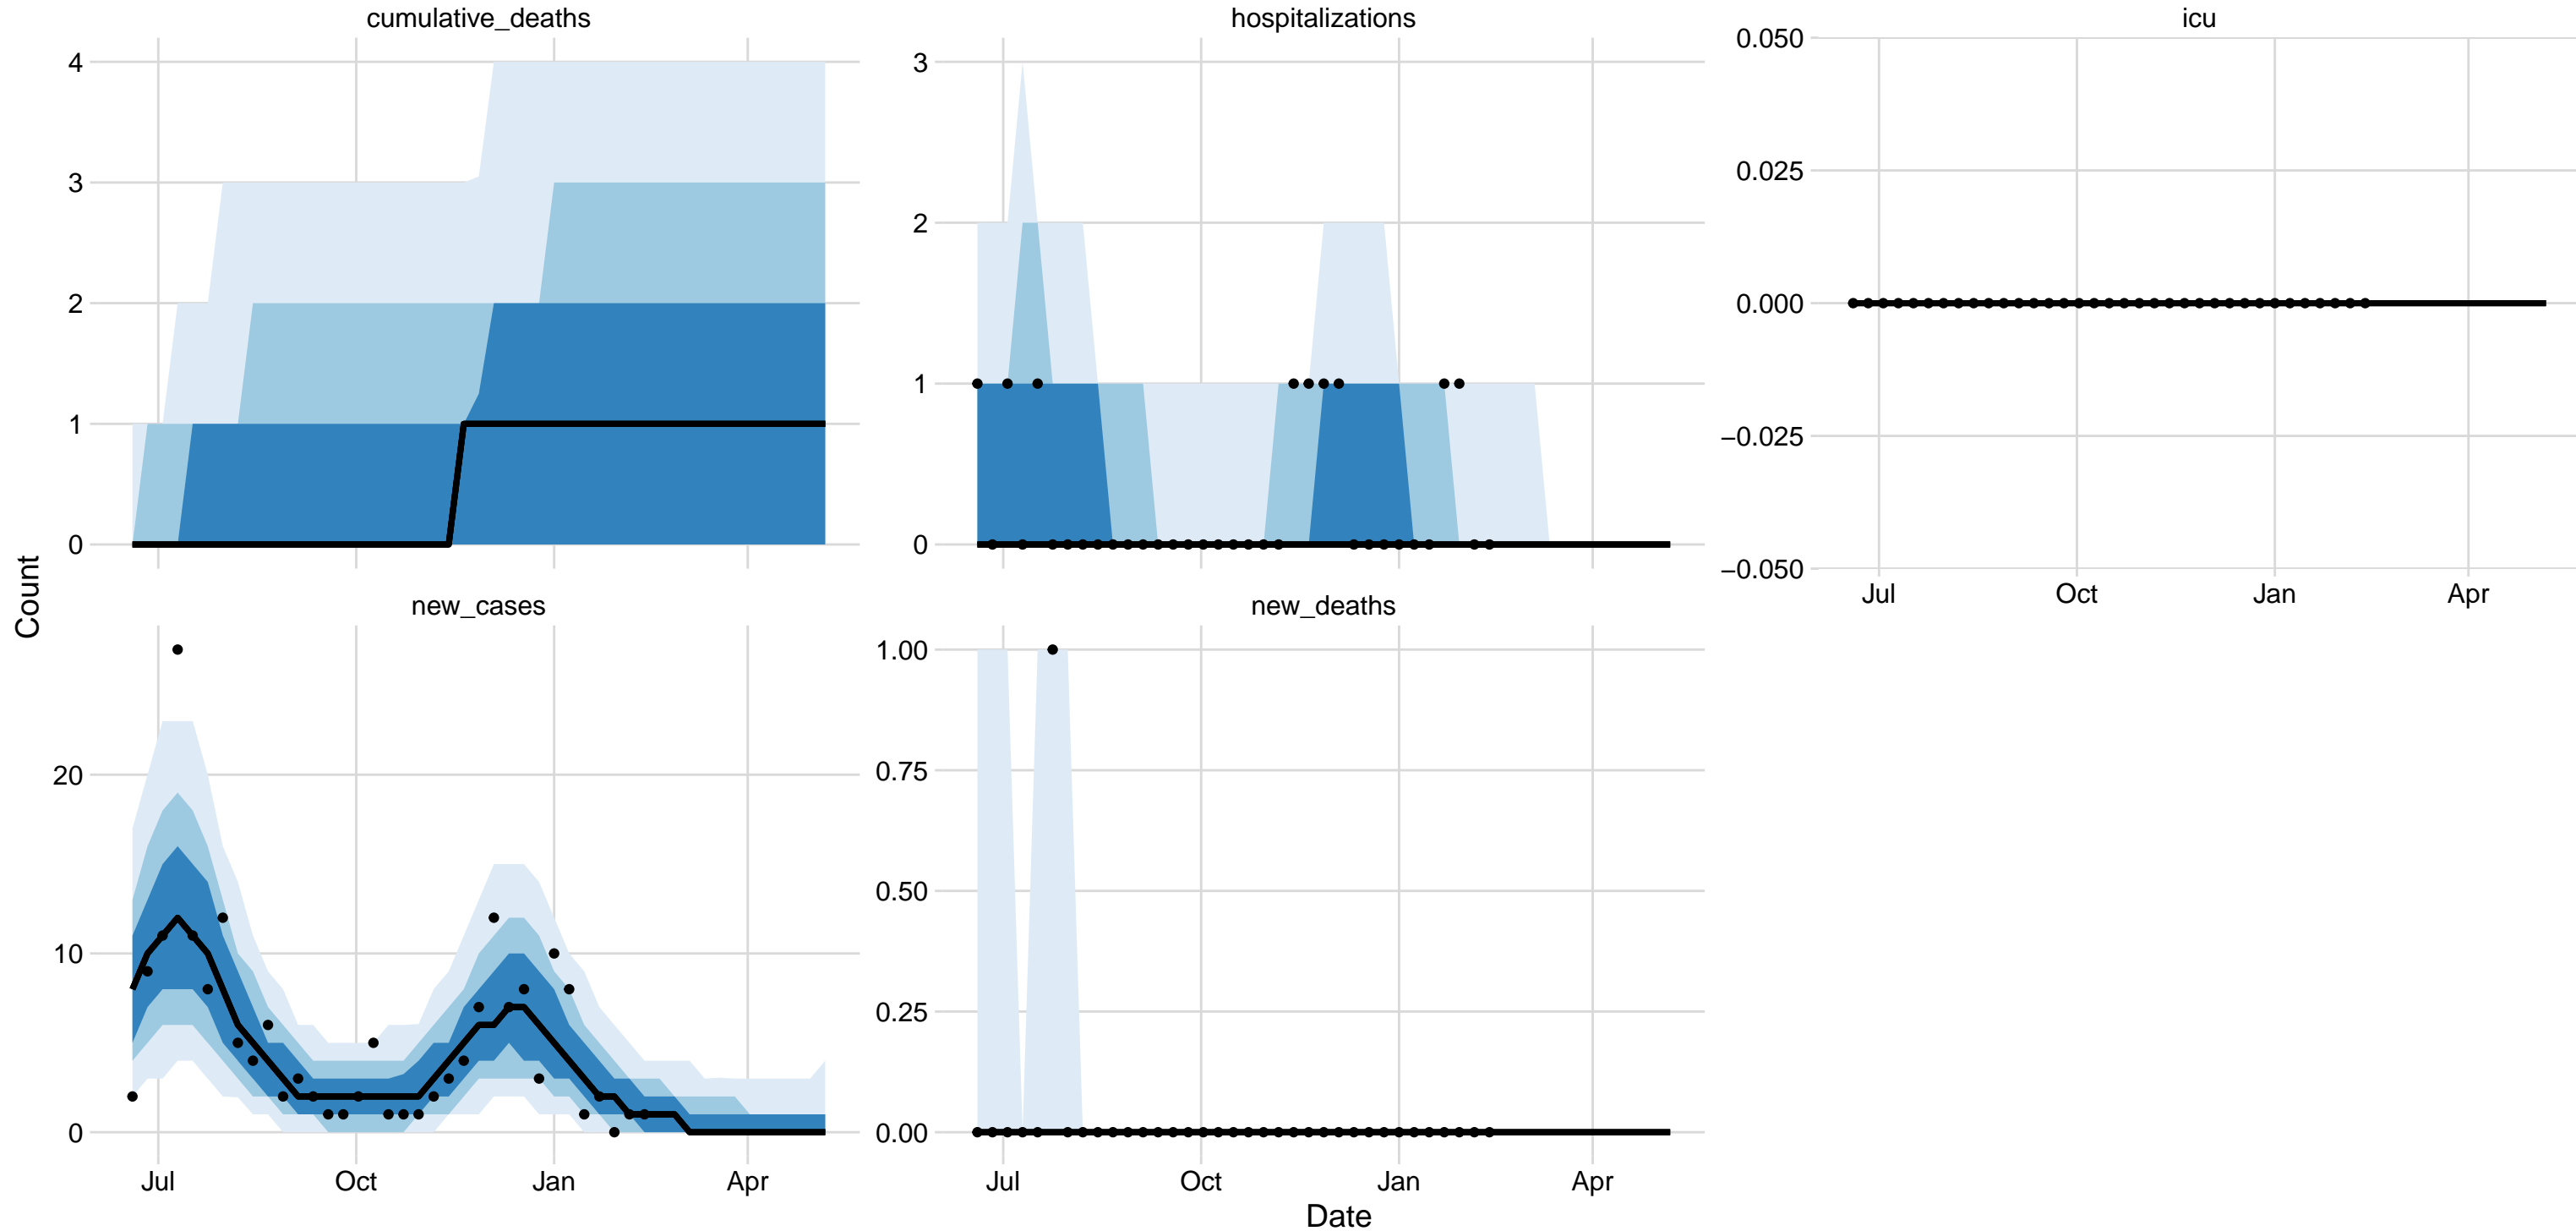 cumulative_deaths
hospitalizations
icu
4
3
2
1
0
3
2
1
0
0.050
0.025
0.000
−0.025
−0.050
Jul Oct Jan Apr
Count
new_cases
new_deaths
20
10
0
1.00
0.75
0.50
0.25
0.00
Jul Oct Jan Apr
Jul Oct Jan Apr
Date